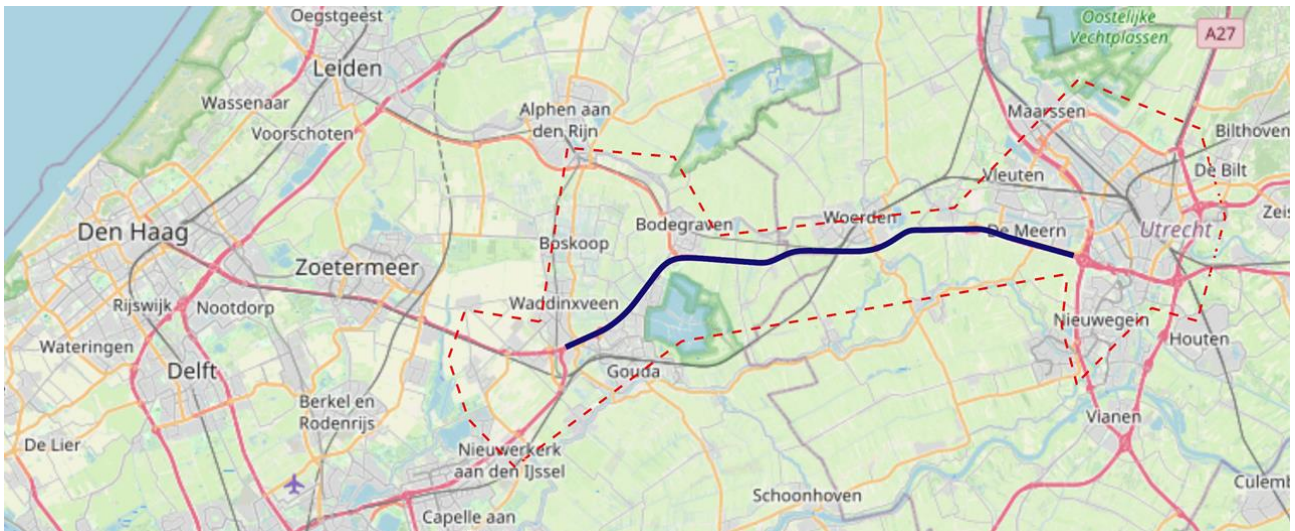 Oegstgeest
Oostelijke
Vechtplassen
A27
Leiden
Wassenaar
Alphen aan
den Rijn
Maarssen
Voorschoten
Bilthoven
Vleuten
De Bilt
Den Haag
Bodegraven
Woerden
Zeis
Boskoop
De Meern
Utrecht
Zoetermeer
Rijswijk
Nootdorp
Waddinxveen
Nieuwegein
Houten
Wateringen
Delft
Gouda
Berkel en
Rodenrijs
Vianen
De Lier
Nieuwerkerk
aan den IJssel
Culemb
Schoonhoven
Capelle aan